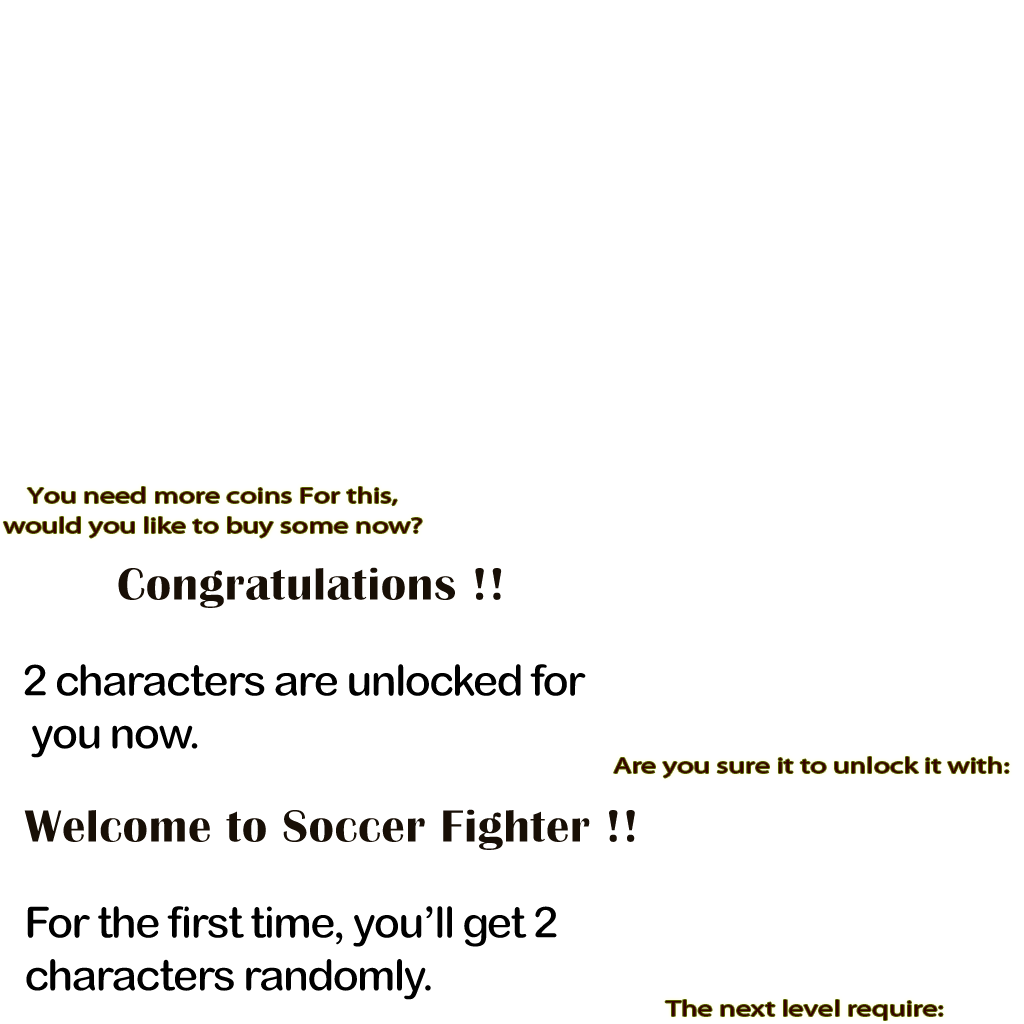 You need more coins For this,
would you like to buy some now?
Congratulations !!
2 characters are unlocked for
you now.
Are you sure it to unlock it with:
Welcome to Soccer Fighter !!
For the first time, you’ll get 2
characters randomly.
The next level require: